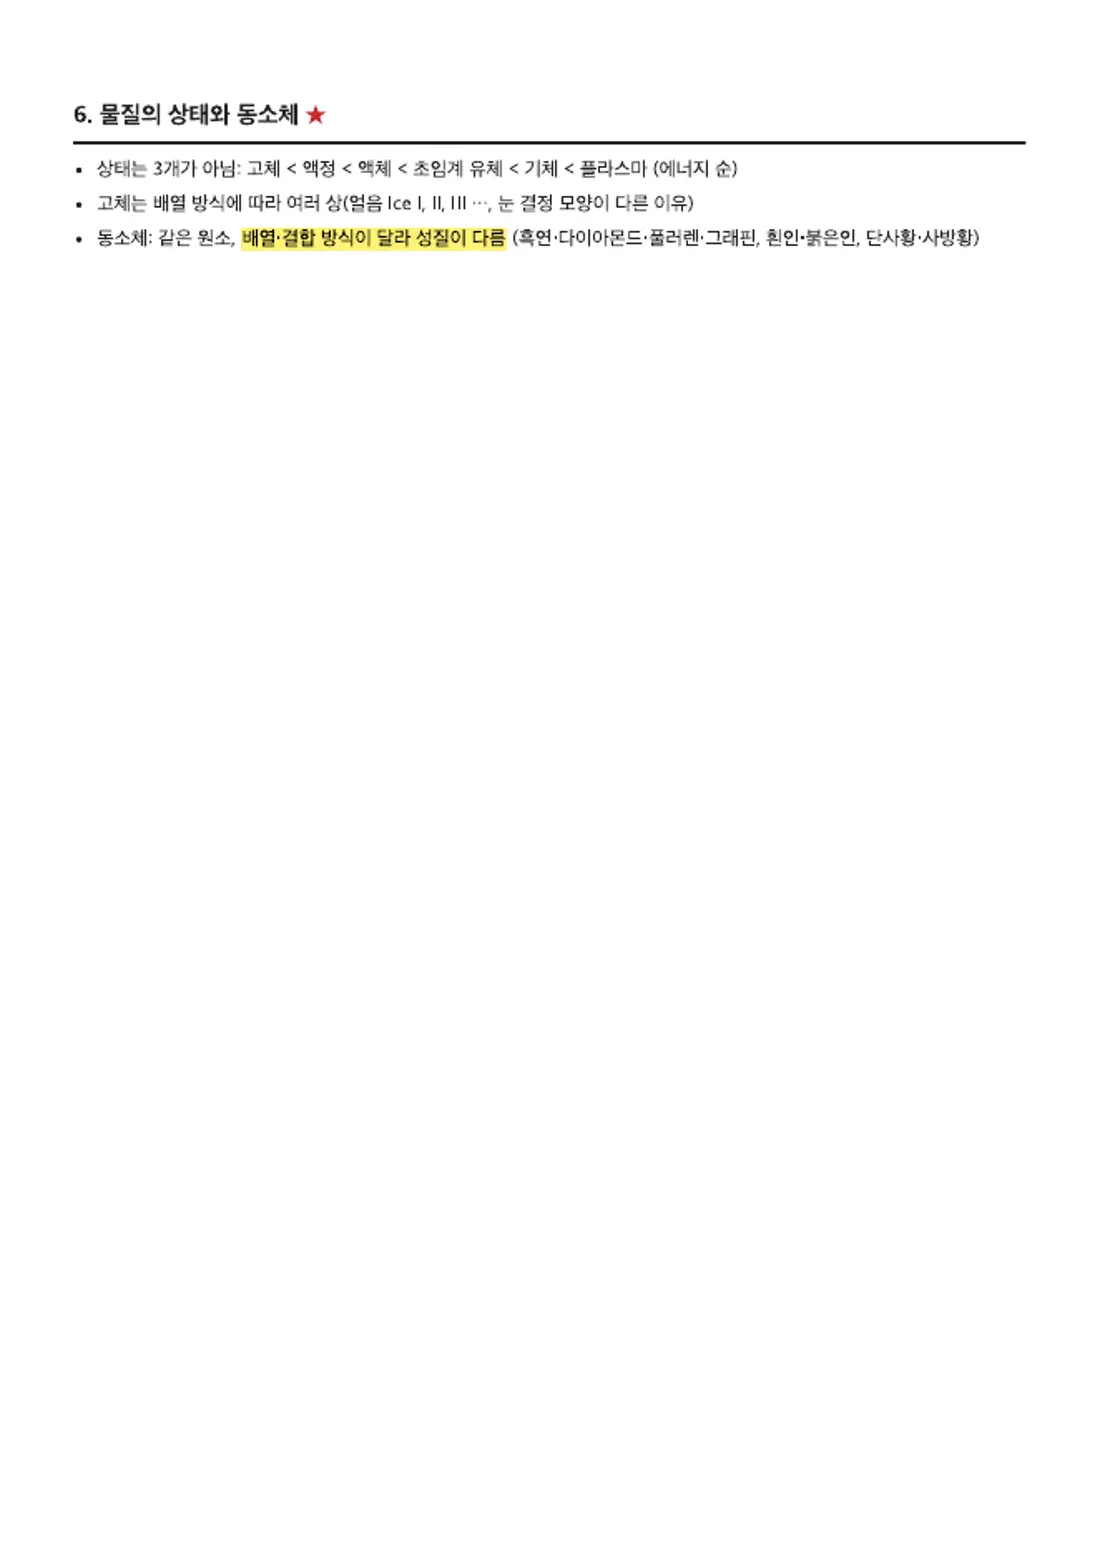 6. 물질의 상태와 동소체 ★
• 상태는 3개가 아님: 고체 < 액정 < 액체 < 초임계 유체 < 기체 < 플라스마 (에너지 순)
• 고체는 배열 방식에 따라 여러 상(얼음 Ice I, II, III ⋯, 눈 결정 모양이 다른 이유)
• 동소체: 같은 원소, 배열·결합 방식이 달라 성질이 다름 (흑연·다이아몬드·풀러렌·그래핀, 흰인·붉은인, 단사황·사방황)